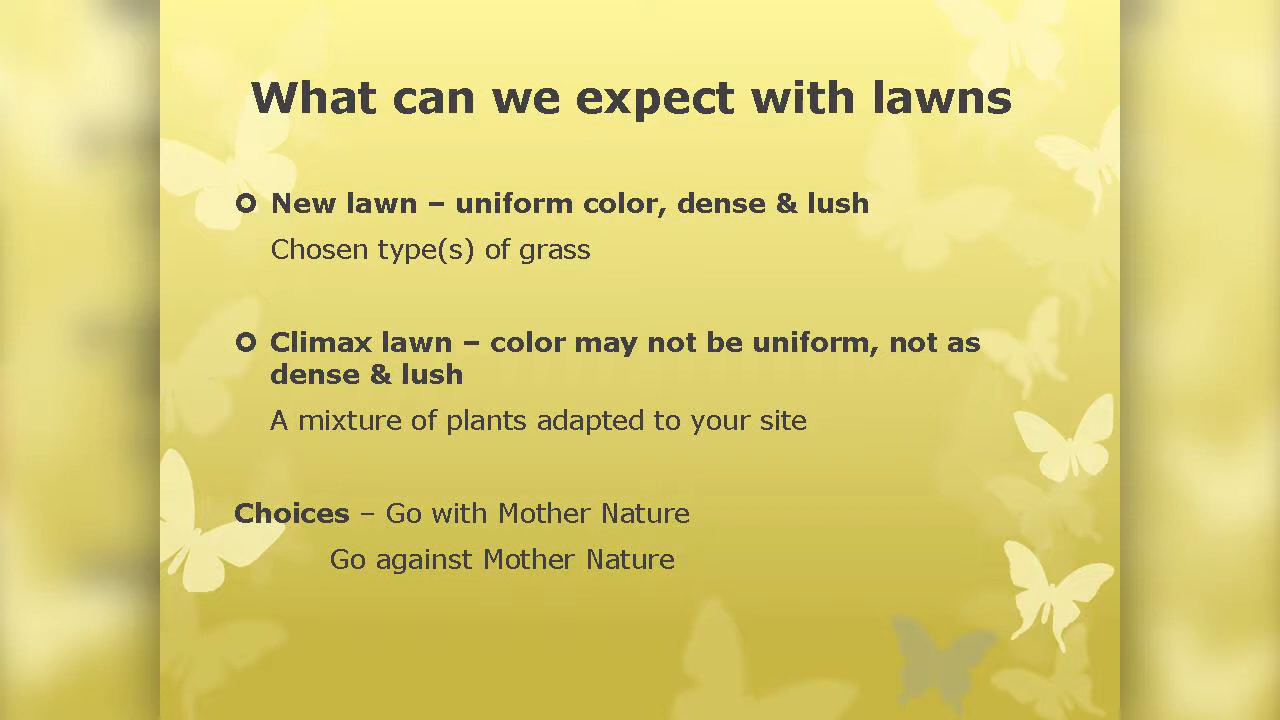 What can we expect with lawns
New lawn – uniform color, dense & lush
Chosen type(s) of grass
Climax lawn – color may not be uniform, not as
dense & lush
A mixture of plants adapted to your site
Choices – Go with Mother Nature
Go against Mother Nature